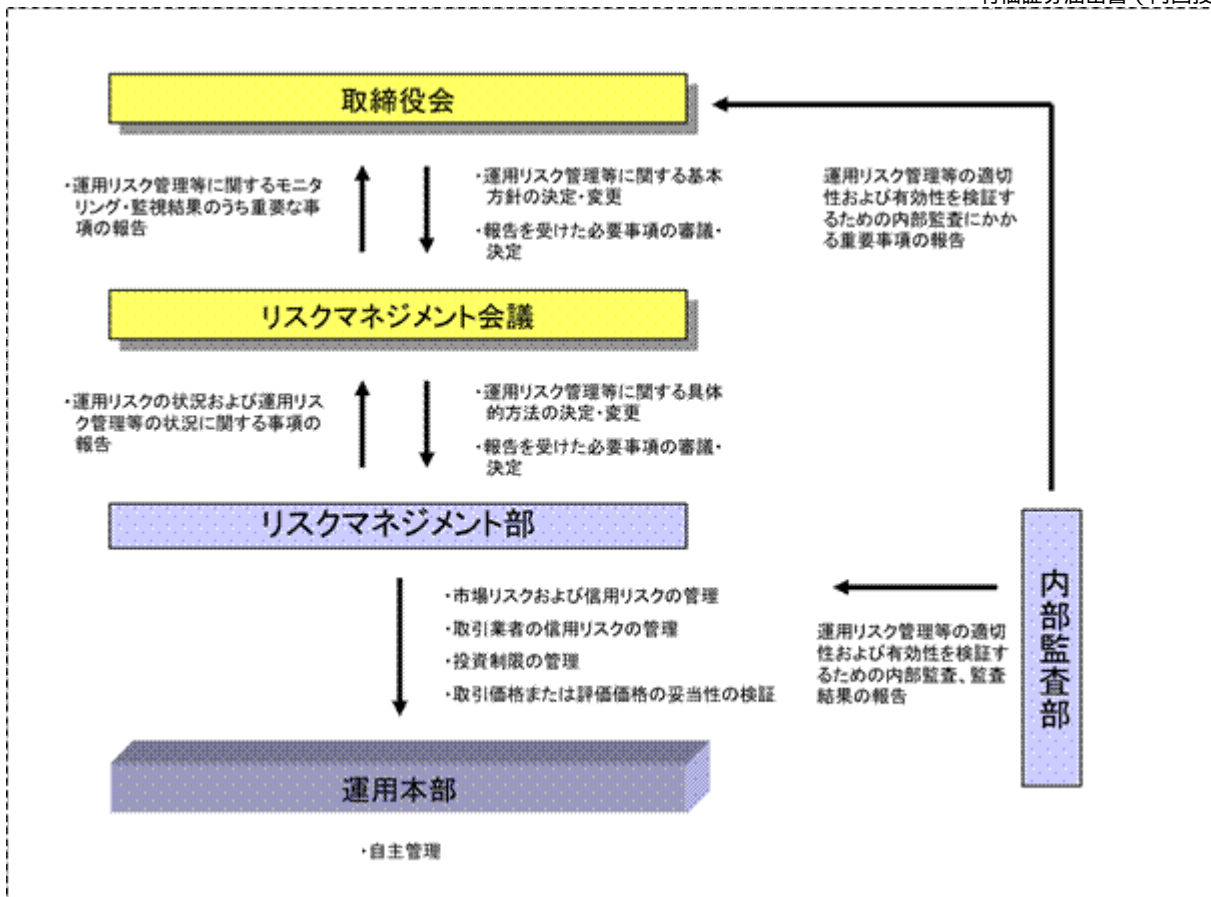 取締役会
・運用リスク管理等に関するモニタ
リング・監視結果のうち重要な事
項の報告
・運用リスク管理等に関する基本
方針の決定・変更
・報告を受けた必要事項の審議・
決定
運用リスク管理等の適切
性および有効性を検証す
るための内部監査にかか
る重要事項の報告
リスクマネジメント会議
・運用リスクの状況および運用リス
ク管理等の状況に関する事項の
報告
・運用リスク管理等に関する具体
的方法の決定・変更
・報告を受けた必要事項の審議・
決定
リスクマネジメント部
・市場リスクおよび信用リスクの管理
・取引業者の信用リスクの管理
・投資制限の管理
・取引価格または評価価格の妥当性の検証
運用リスク管理等の適切
性および有効性を検証す
るための内部監査、監査
結果の報告
内部監査部
運用本部
・自主管理